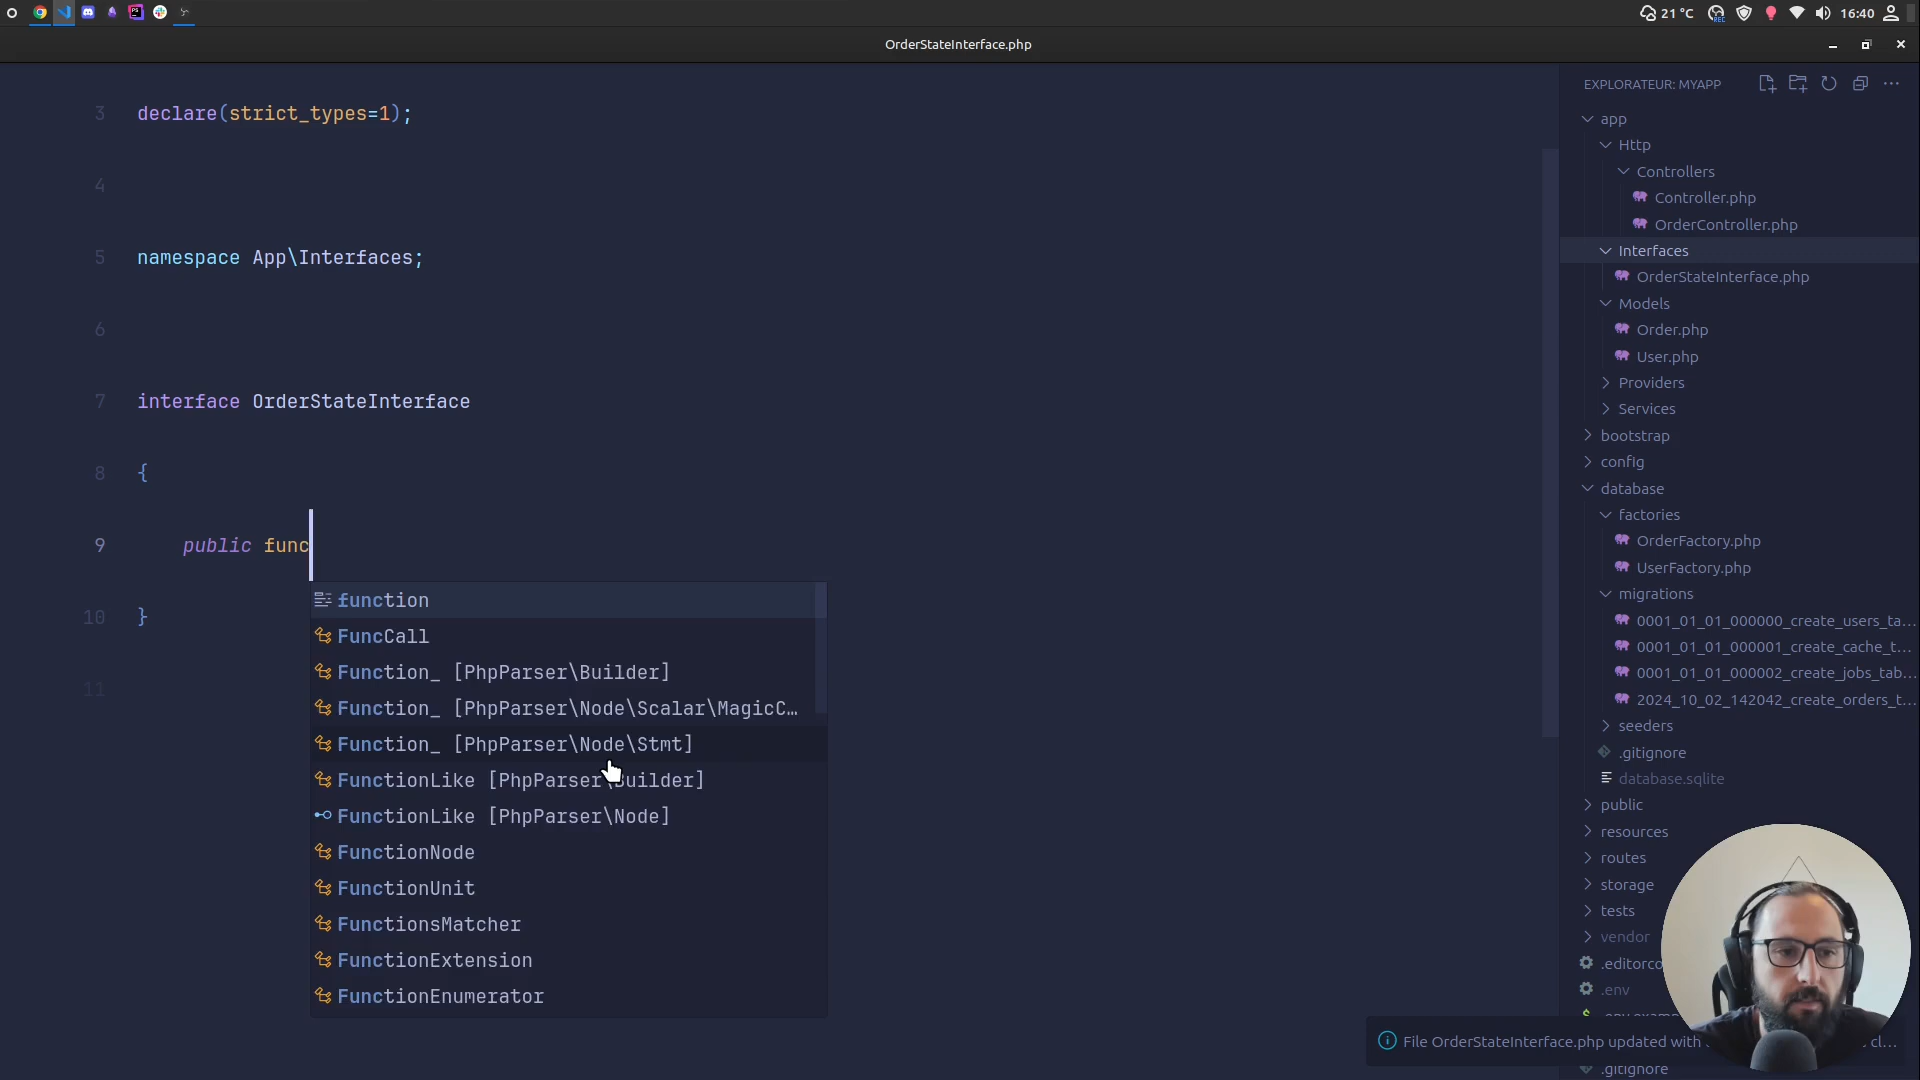 21 °C
REC
16:40
OrderStateInterface.php
3 declare(strict_types=1);
4
5 namespace App\Interfaces;
6
7 interface OrderStateInterface
8 {
9 public func
10 }
11
function
FuncCall
Function_ [PhpParser\Builder]
Function_ [PhpParser\Node\Scalar\MagicC…
Function_ [PhpParser\Node\Stmt]
FunctionLike [PhpParser\Builder]
FunctionLike [PhpParser\Node]
FunctionNode
FunctionUnit
FunctionsMatcher
FunctionExtension
FunctionEnumerator
EXPLORATEUR: MYAPP
app
Http
Controllers
Controller.php
OrderController.php
Interfaces
OrderStateInterface.php
Models
Order.php
User.php
Providers
Services
bootstrap
config
database
factories
OrderFactory.php
UserFactory.php
migrations
0001_01_01_000000_create_users_ta…
0001_01_01_000001_create_cache_t…
0001_01_01_000002_create_jobs_tab…
2024_10_02_142042_create_orders_t…
seeders
.gitignore
database.sqlite
public
resources
routes
storage
tests
vendor
.editorco
.env
.gitignore
File OrderStateInterface.php updated with
cl…